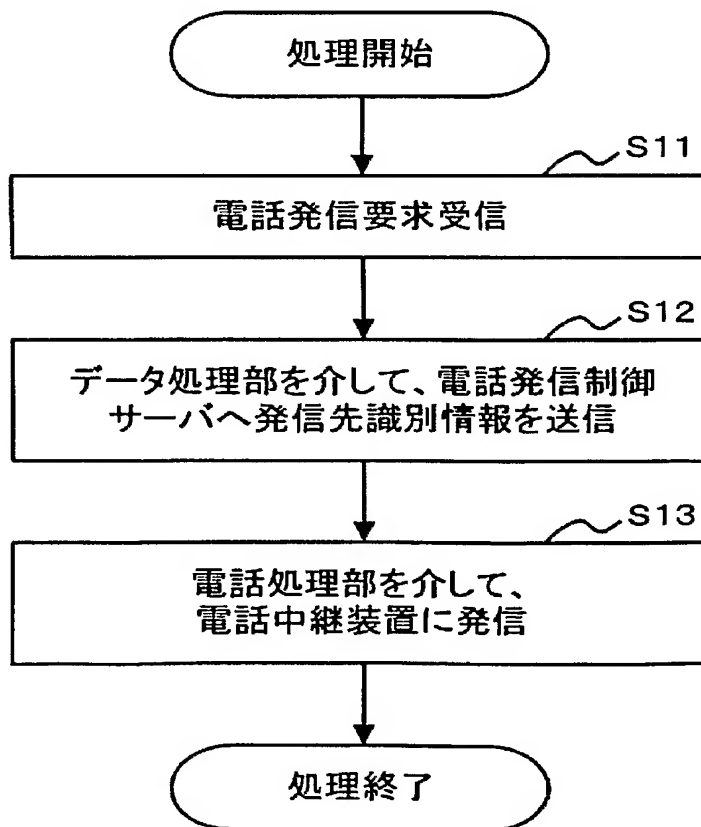 処理開始
S11
電話発信要求受信
S12
データ処理部を介して、電話発信制御
サーバへ発信先識別情報を送信
S13
電話処理部を介して、
電話中継装置に発信
処理終了